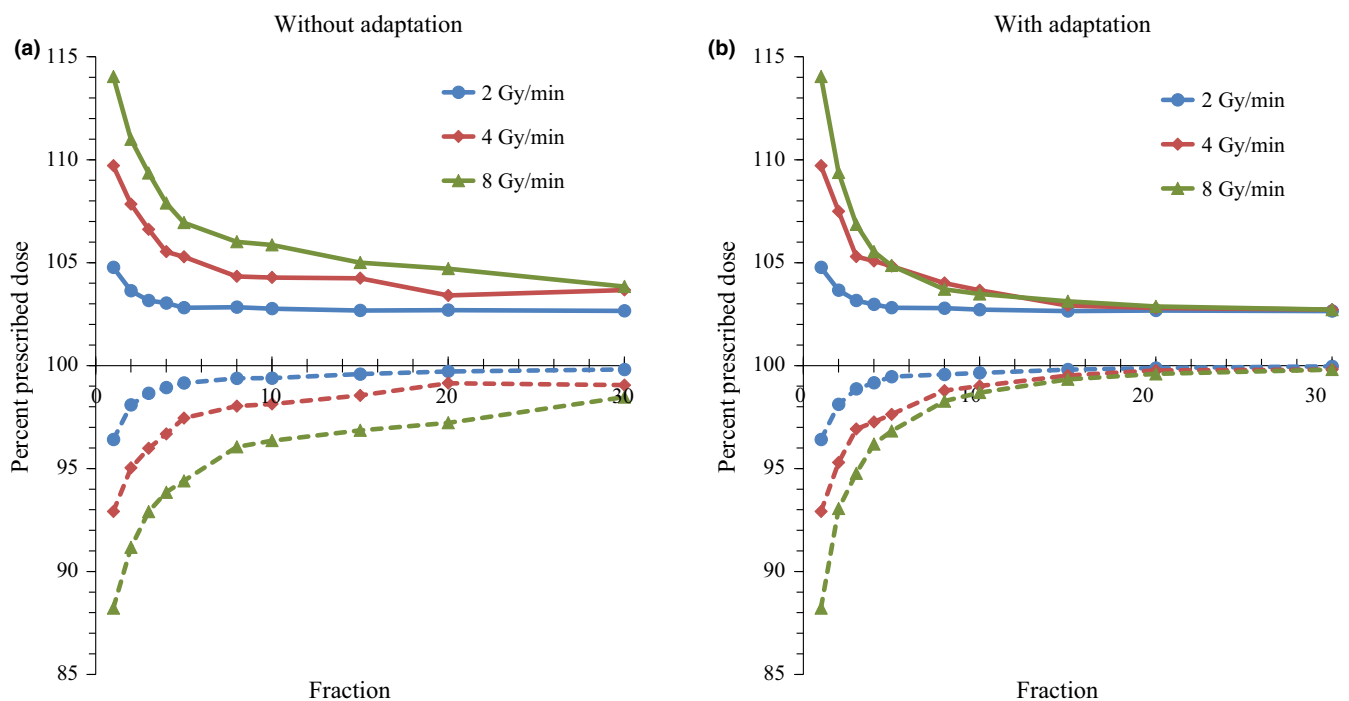 Without adaptation
(a)
115
110
105
100
95
90
85
Percent prescribed dose
2 Gy/min
4 Gy/min
8 Gy/min
0
10
20
30
Fraction
With adaptation
(b)
115
110
105
100
95
90
85
Percent prescribed dose
2 Gy/min
4 Gy/min
8 Gy/min
0
10
20
30
Fraction